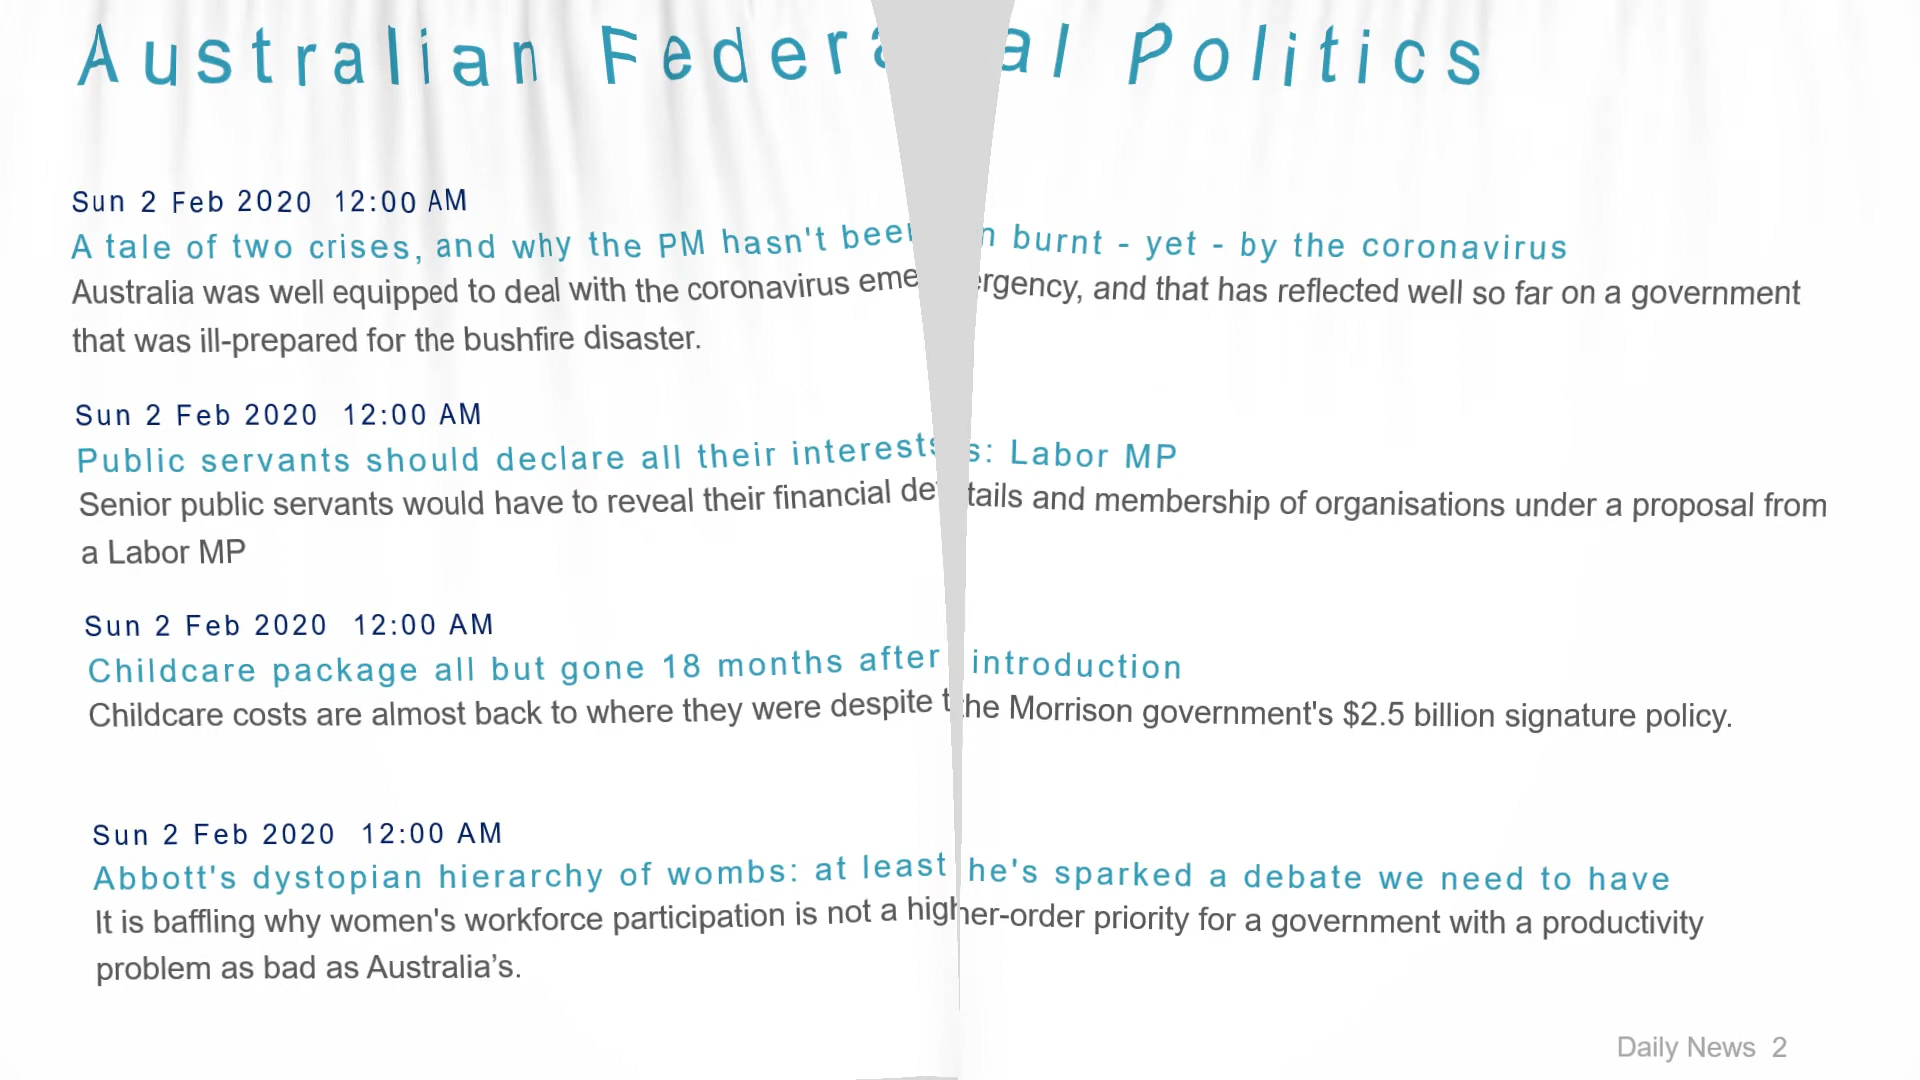 Australian Federal Politics
Sun 2 Feb 2020 12:00 AM
A tale of two crises, and why the PM hasn't been burnt - yet - by the coronavirus
Australia was well equipped to deal with the coronavirus emergency, and that has reflected well so far on a government
that was ill-prepared for the bushfire disaster.
Sun 2 Feb 2020 12:00 AM
Public servants should declare all their interests: Labor MP
Senior public servants would have to reveal their financial details and membership of organisations under a proposal from
a Labor MP
Sun 2 Feb 2020 12:00 AM
Childcare package all but gone 18 months after introduction
Childcare costs are almost back to where they were despite the Morrison government's $2.5 billion signature policy.
Sun 2 Feb 2020 12:00 AM
Abbott's dystopian hierarchy of wombs: at least he's sparked a debate we need to have
It is baffling why women's workforce participation is not a higher-order priority for a government with a productivity
problem as bad as Australia’s.
Daily News 2